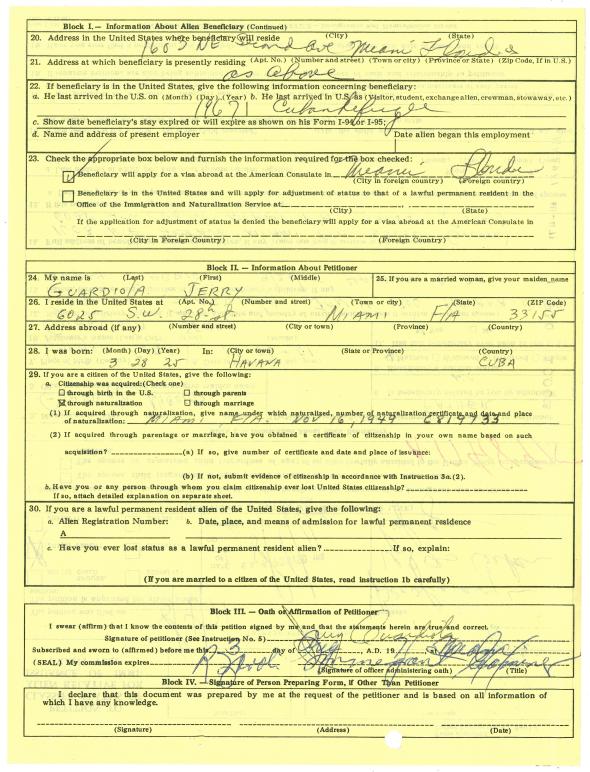 Block I. — Information About Alien Beneficiary (Continued)
20. Address in the United States where beneficiary will reside (City) (State)
1603 NE Second Ave Miami Florida
21. Address at which beneficiary is presently residing (Apt. No.) (Number and street) (Town or city) (Province or State) (Zip Code, if in U.S.)
as above
22. If beneficiary is in the United States, give following information concerning beneficiary:
a. He last arrived in the U.S. on (Month) (Day) (Year) b. He last arrived in U.S. as (Visitor, student, exchange alien, crewman, stowaway, etc.)
Cuban Refugee
c. Show date beneficiary's stay expired or will expire as shown on his Form I-94 or I-95:
d. Name and address of present employer Date alien began this employment
23. Check the appropriate box below and furnish the information required for the box checked:
Beneficiary will apply for a visa abroad at the American Consulate in Miami Florida
(City in foreign country) (Foreign country)
Beneficiary is in the United States and will apply for adjustment of status to that of a lawful permanent resident in the
Office of the Immigration and Naturalization Service at
(City) (State)
If the application for adjustment of status is denied the beneficiary will apply for visa abroad at the American Consulate in
(City in Foreign Country) (Foreign Country)
Block II. — Information About Petitioner
24. My name is (Last) (First) (Middle) 25. If you are a married woman, give your maiden name
GUARDIOLA JERRY
26. I reside in the United States at (Apt. No.) (Number and street) (Town or city) (State) (ZIP Code)
6025 S.W. 28th st MIAMI FlA 33155
27. Address abroad (if any) (Number and street) (City or town) (Province) (Country)
28. I was born: (Month) (Day) (Year) In: (City or town) (State or Province) (Country)
3 28 25 HAVANA CUBA
29. If you are a citizen of the United States, give the following:
a. Citizenship was acquired: (Check one)
through birth in the U.S. through parents
through naturalization through marriage
(1) If acquired through naturalization, give name under which naturalized, number of naturalization certificate and date and place
of naturalization: MIAMI FlA. NOV 16, 1949 6819733
(2) If acquired through parentage or marriage, have you obtained a certificate of citizenship in your own name based on such
acquisition? (a) If so, give number of certificate and date and place of issuance:
(b) If not, submit evidence of citizenship in accordance with Instruction 3a.(2).
b. Have you or any person through whom you claim citizenship ever lost United States citizenship?
If so, attach detailed explanation on separate sheet.
30. If you are a lawful permanent resident alien of the United States, give the following:
a. Alien Registration Number: b. Date, place, and means of admission for lawful permanent residence
A
c. Have you ever lost status as a lawful permanent resident alien? If so, explain:
(If you are married to a citizen of the United States, read instruction 1b carefully)
Block III. — Oath or Affirmation of Petitioner
I swear (affirm) that I know the contents of this petition signed by me and that the statements herein are true and correct.
Signature of petitioner (See Instruction No. 5) Jerry Guardiola
Subscribed and sworn to (affirmed) before me this 3 day of A.D. 19
(SEAL) My commission expires
(Signature of officer administering oath) (Title)
Block IV. — Signature of Person Preparing Form, if Other Than Petitioner
I declare that this document was prepared by me at the request of the petitioner and is based on all information of
which I have any knowledge.
(Signature) (Address) (Date)